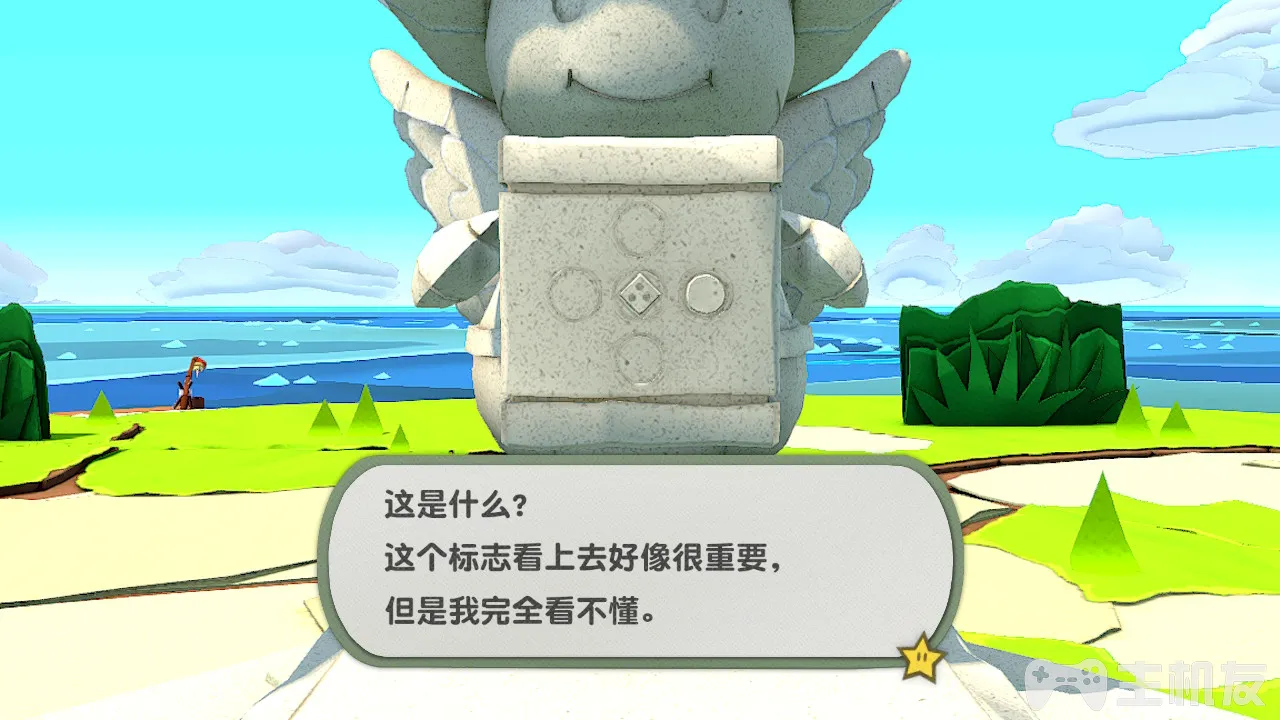 这是什么?
这个标志看上去好像很重要，
但是我完全看不懂。
主机友